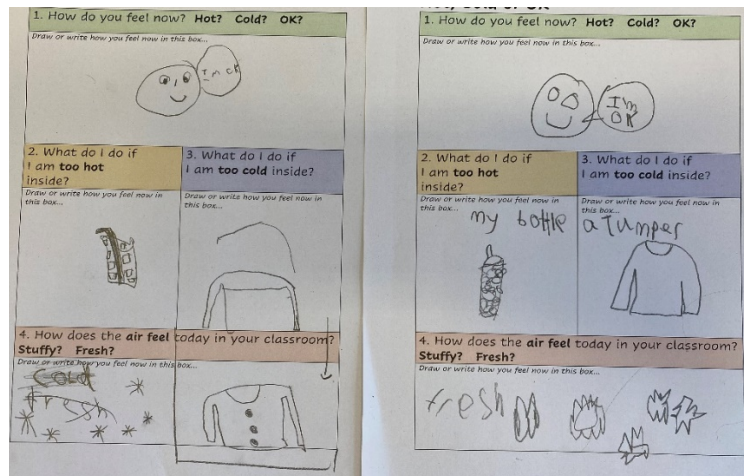 1. How do you feel now? Hot? Cold? OK?
Draw or write how you feel now in this box...
2. What do I do if
I am too hot
inside?
Draw or write how you feel now in
this box...
3. What do I do if
I am too cold inside?
Draw or write how you feel now in
this box...
4. How does the air feel today in your classroom?
Stuffy? Fresh?
Draw or write how you feel now in this box...
Cold
fresh
1. How do you feel now? Hot? Cold? OK?
Draw or write how you feel now in this box...
I'm
OK
2. What do I do if
I am too hot
inside?
Draw or write how you feel now in
this box...
my bottle
3. What do I do if
I am too cold inside?
Draw or write how you feel now in
this box...
a Jumper
4. How does the air feel today in your classroom?
Stuffy? Fresh?
Draw or write how you feel now in this box...
fresh